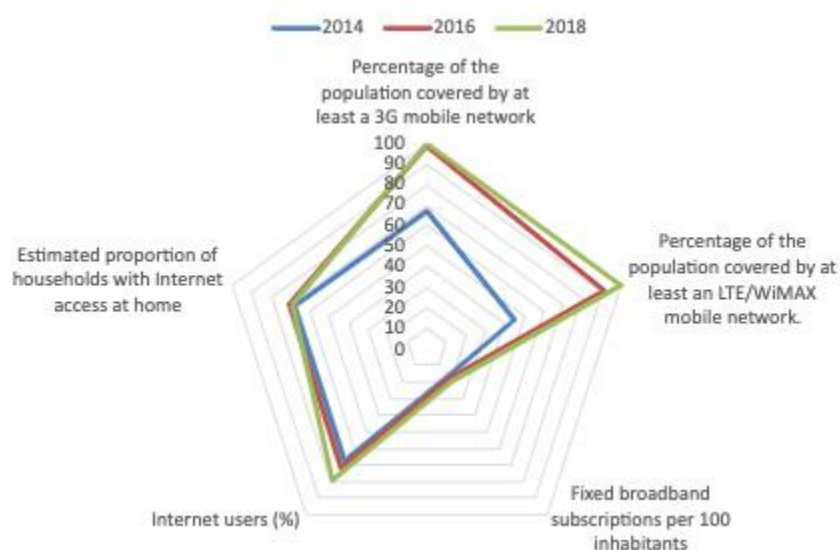 2014 2016 2018
Percentage of the
population covered by at
least a 3G mobile network
100
90
80
70
60
50
40
30
20
10
0
Percentage of the
population covered by at
least an LTE/WiMAX
mobile network.
Fixed broadband
subscriptions per 100
inhabitants
Internet users (%)
Estimated proportion of
households with Internet
access at home